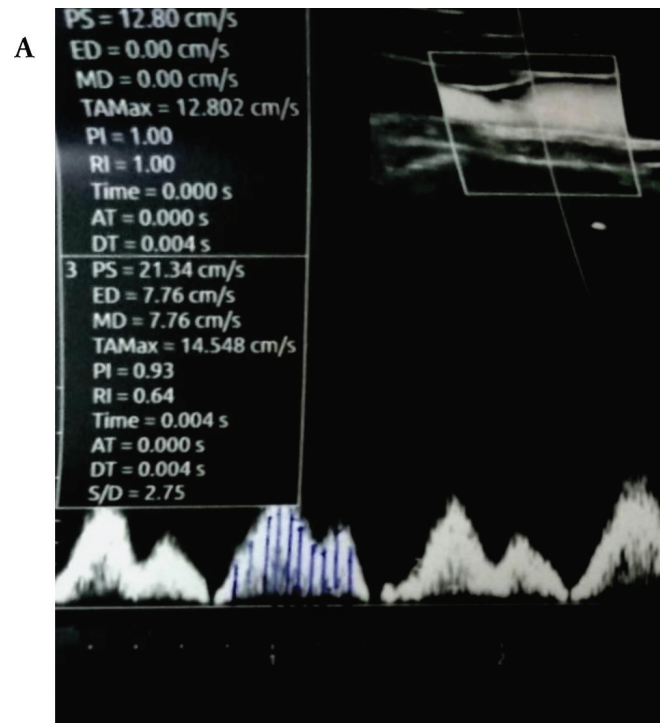 A
PS = 12.80 cm/s
ED = 0.00 cm/s
MD = 0.00 cm/s
TAMax = 12.802 cm/s
PI = 1.00
RI = 1.00
Time = 0.000 s
AT = 0.000 s
DT = 0.004 s
3 PS = 21.34 cm/s
ED = 7.76 cm/s
MD = 7.76 cm/s
TAMax = 14.548 cm/s
PI = 0.93
RI = 0.64
Time = 0.004 s
AT = 0.000 s
DT = 0.004 s
S/D = 2.75
1